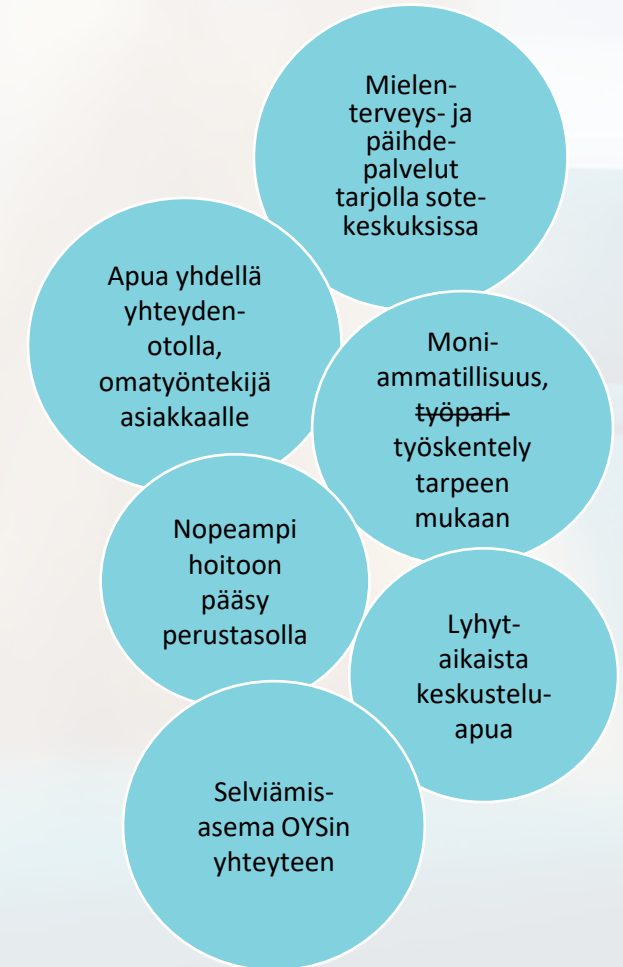 Mielen-
terveys- ja
päihde-
palvelut
tarjolla sote-
keskuksissa
Apua yhdellä
yhteyden-
otolla,
omatyöntekijä
asiakkaalle
Moni-
ammatillisuus,
työpari-
työskentely
tarpeen
mukaan
Nopeampi
hoitoon
pääsy
perustasolla
Lyhyt-
aikaista
keskustelu-
apua
Selviämis-
asema OYSin
yhteyteen